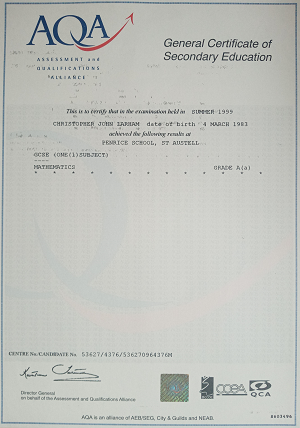 AQA
ASSESSMENT and
QUALIFICATIONS
ALLIANCE
General Certificate of
Secondary Education
This is to certify that in the examination held in SUMMER 1999
CHRISTOPHER JOHN EARHAM date of birth 4 MARCH 1983
achieved the following results at
PENRICE SCHOOL, ST AUSTELL
GCSE (ONE(1)SUBJECT)
----
MATHEMATICS GRADE A(a)
* * * * * * * * * * * * * * *
CENTRE No/CANDIDATE No. 53627/4376/536270964376M
Director General
on behalf of the Assessment and Qualifications Alliance
CCEA
QCA
AQA is an alliance of AEB/SEG, City & Guilds and NEAB.
8603496